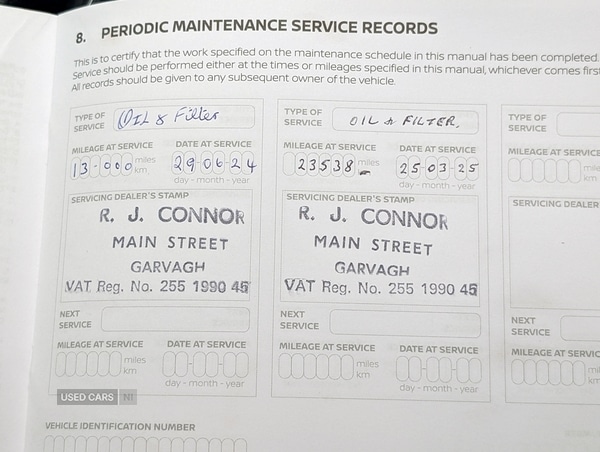 8. PERIODIC MAINTENANCE SERVICE RECORDS
This is to certify that the work specified on the maintenance schedule in this manual has been completed.
Service should be performed either at the times or mileages specified in this manual, whichever comes first
All records should be given to any subsequent owner of the vehicle.
TYPE OF SERVICE Oil & Filter
MILEAGE AT SERVICE DATE AT SERVICE
13-000 miles km 29-06-24
day - month - year
SERVICING DEALER'S STAMP
R. J. CONNOR
MAIN STREET
GARVAGH
VAT Reg. No. 255 1990 45
NEXT SERVICE
MILEAGE AT SERVICE DATE AT SERVICE
miles km
day - month - year
TYPE OF SERVICE OIL & FILTER.
MILEAGE AT SERVICE DATE AT SERVICE
23538 miles 25-03-25
day - month - year
SERVICING DEALER'S STAMP
R. J. CONNOR
MAIN STREET
GARVAGH
VAT Reg. No. 255 1990 45
NEXT SERVICE
MILEAGE AT SERVICE DATE AT SERVICE
miles km
day - month - year
TYPE OF SERVICE
MILEAGE AT SERVICE
km
SERVICING DEALER
NEXT SERVICE
MILEAGE AT SERVIC
km
USED CARS NI
VEHICLE IDENTIFICATION NUMBER